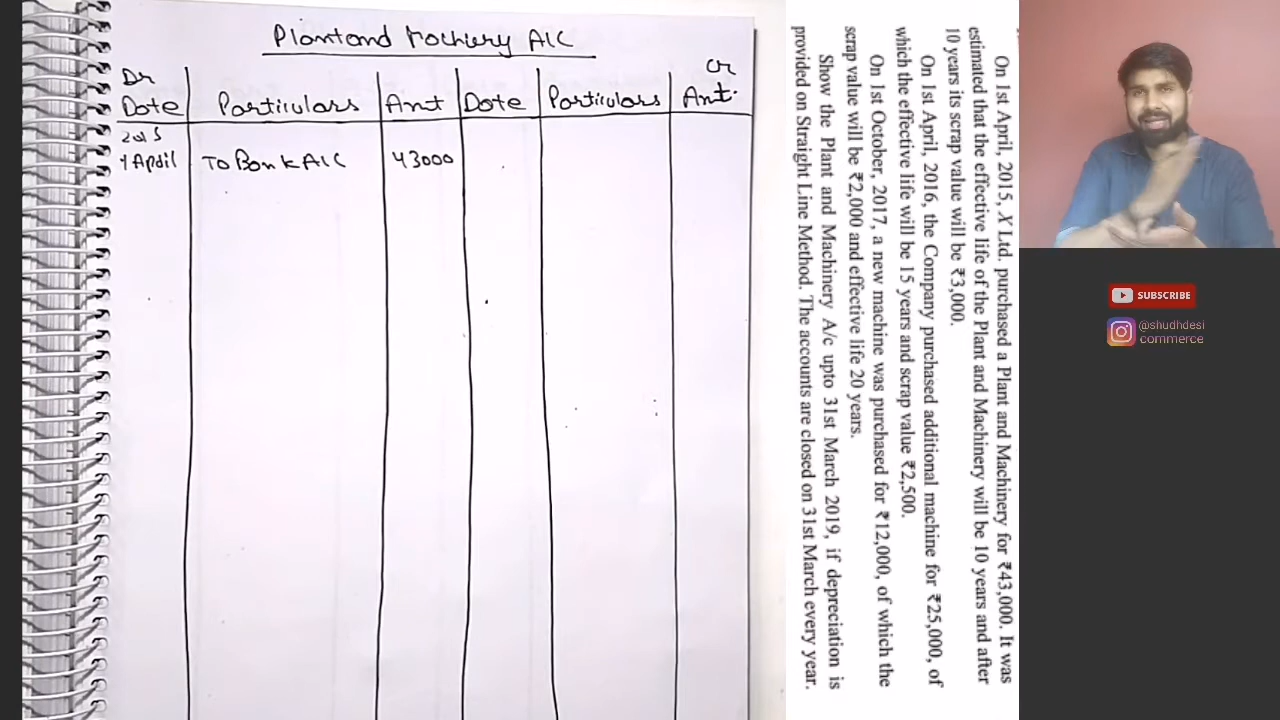 Plant and Machinery A/C
Dr
Cr
Date Particulars Amt Date Particulars Amt.
2015
1 April To Bank A/C 43000
On 1st April, 2015, X Ltd. purchased a Plant and Machinery for ₹43,000. It was
estimated that the effective life of the Plant and Machinery will be 10 years and after
10 years its scrap value will be ₹3,000.
On 1st April, 2016, the Company purchased additional machine for ₹25,000, of
which the effective life will be 15 years and scrap value ₹2,500.
On 1st October, 2017, a new machine was purchased for ₹12,000, of which the
scrap value will be ₹2,000 and effective life 20 years.
Show the Plant and Machinery A/c upto 31st March 2019, if depreciation is
provided on Straight Line Method. The accounts are closed on 31st March every year.
SUBSCRIBE
@shudhdesi
commerce